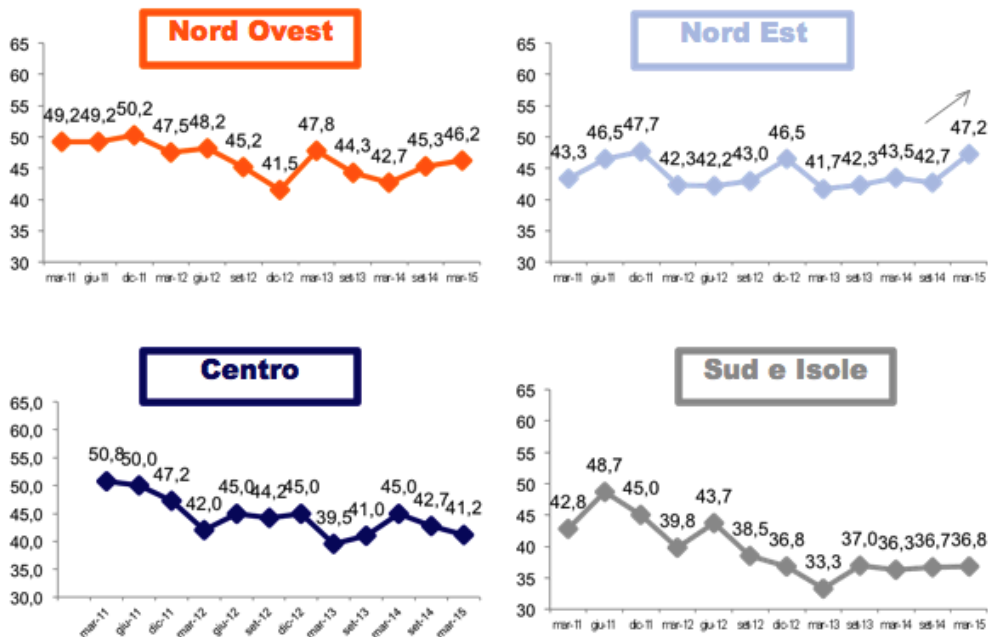 Nord Ovest
65
60
55
50
45
40
35
30
49,2 49,2 50,2 47,5 48,2 45,2 41,5 47,8 44,3 42,7 45,3 46,2
mar-11 giu-11 dic-11 mar-12 giu-12 set-12 dic-12 mar-13 set-13 mar-14 set-14 mar-15
Nord Est
65
60
55
50
45
40
35
30
43,3 46,5 47,7 42,3 42,2 43,0 46,5 41,7 42,3 43,5 42,7 47,2
mar-11 giu-11 dic-11 mar-12 giu-12 set-12 dic-12 mar-13 set-13 mar-14 set-14 mar-15
Centro
65,0
60,0
55,0
50,0
45,0
40,0
35,0
30,0
50,8 50,0 47,2 42,0 45,0 44,2 45,0 39,5 41,0 45,0 42,7 41,2
mar-11 giu-11 dic-11 mar-12 giu-12 set-12 dic-12 mar-13 set-13 mar-14 set-14 mar-15
Sud e Isole
65
60
55
50
45
40
35
30
42,8 48,7 45,0 39,8 43,7 38,5 36,8 33,3 37,0 36,3 36,7 36,8
mar-11 giu-11 dic-11 mar-12 giu-12 set-12 dic-12 mar-13 set-13 mar-14 set-14 mar-15